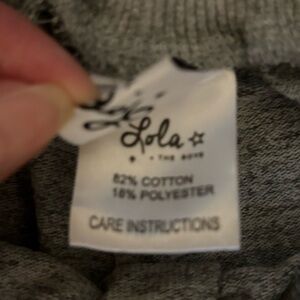 Lola ☆
• THE BOYS
82% COTTON
18% POLYESTER
CARE INSTRUCTIONS